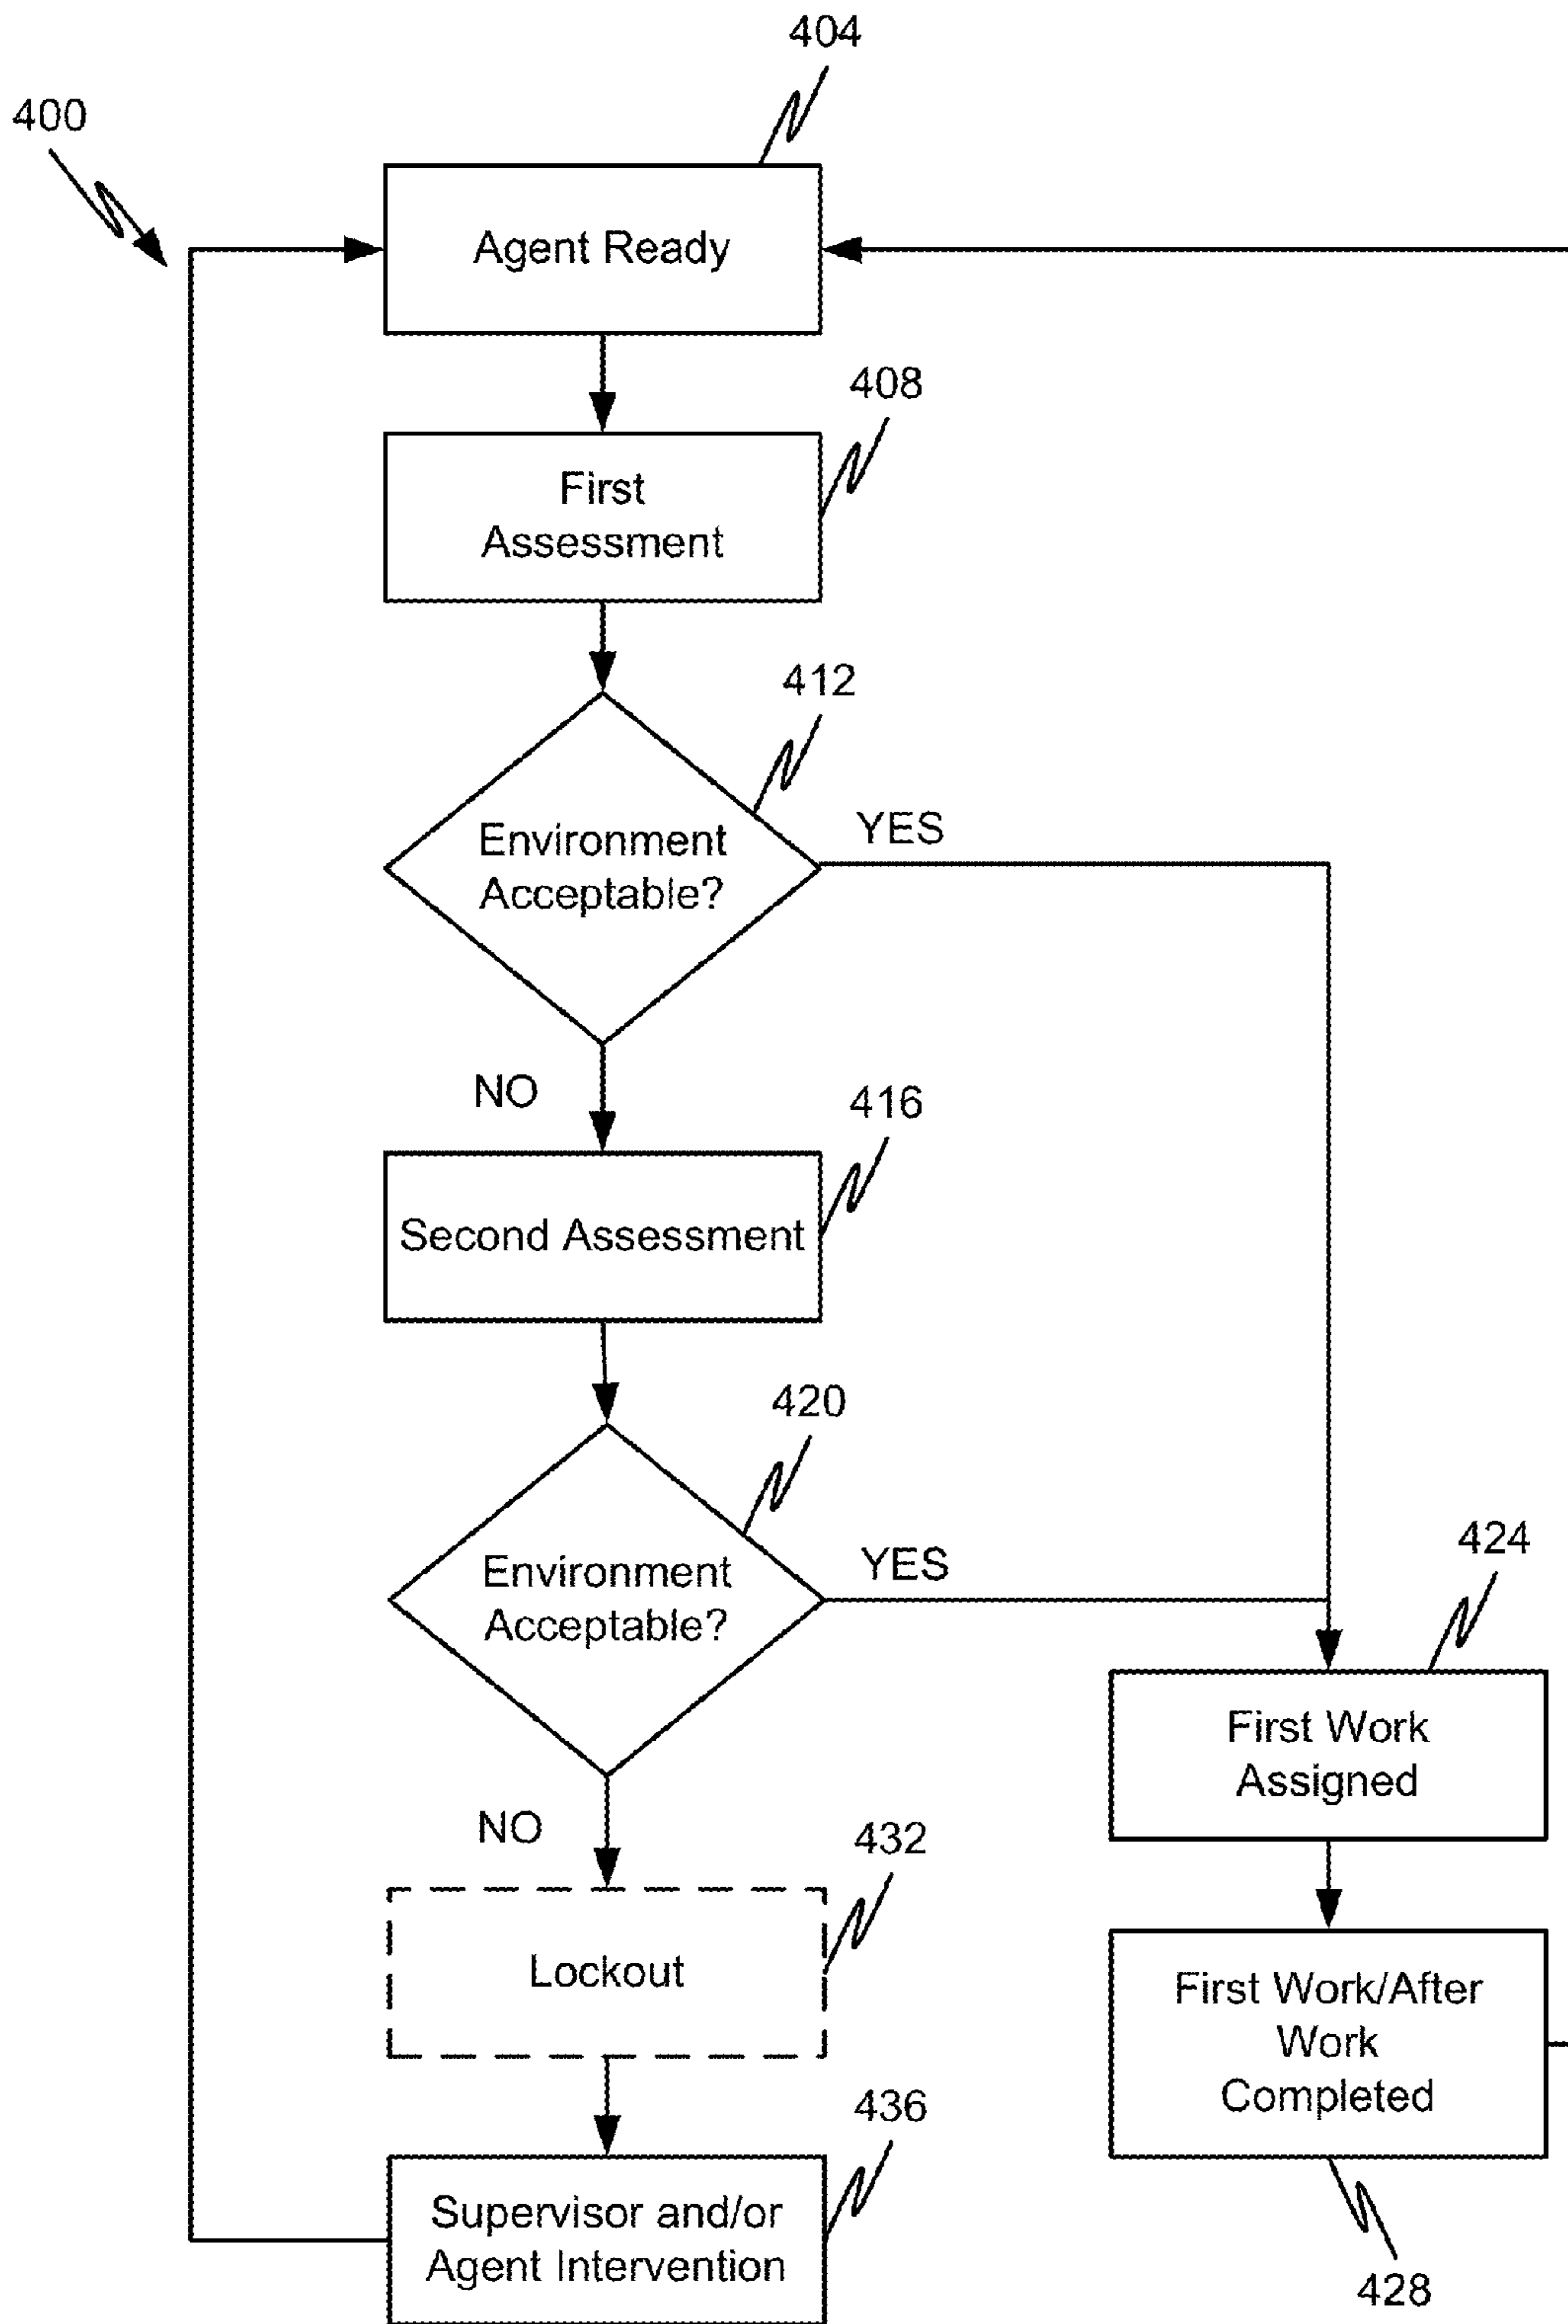 404
400
Agent Ready
408
First
Assessment
412
Environment
Acceptable?
YES
NO
416
Second Assessment
420
Environment
Acceptable?
YES
424
First Work
Assigned
NO
432
Lockout
First Work/After
Work
Completed
436
Supervisor and/or
Agent Intervention
428